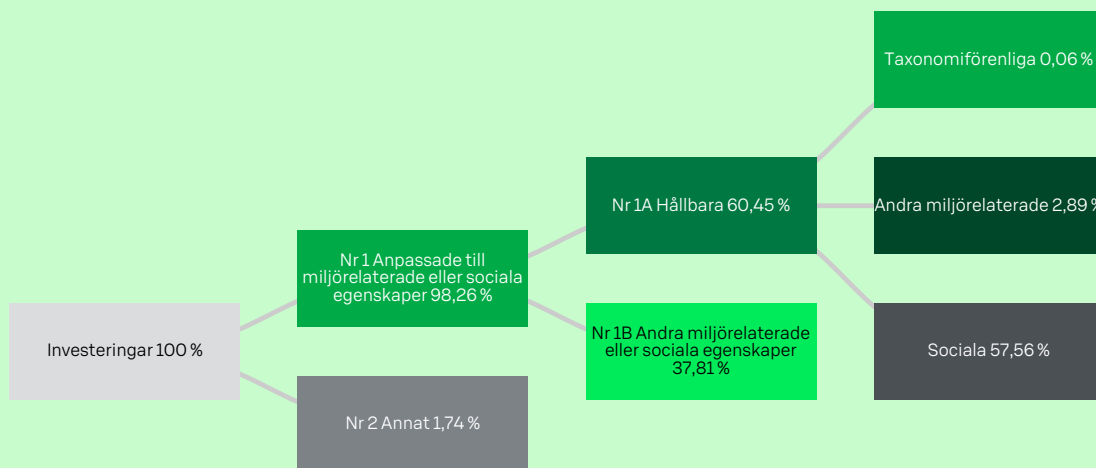 Taxonomiförenliga 0,06 %
Nr 1A Hållbara 60,45 %
Andra miljörelaterade 2,89 %
Nr 1 Anpassade till
miljörelaterade eller sociala
egenskaper 98,26 %
Nr 1B Andra miljörelaterade
eller sociala egenskaper
37,81 %
Investeringar 100 %
Sociala 57,56 %
Nr 2 Annat 1,74 %